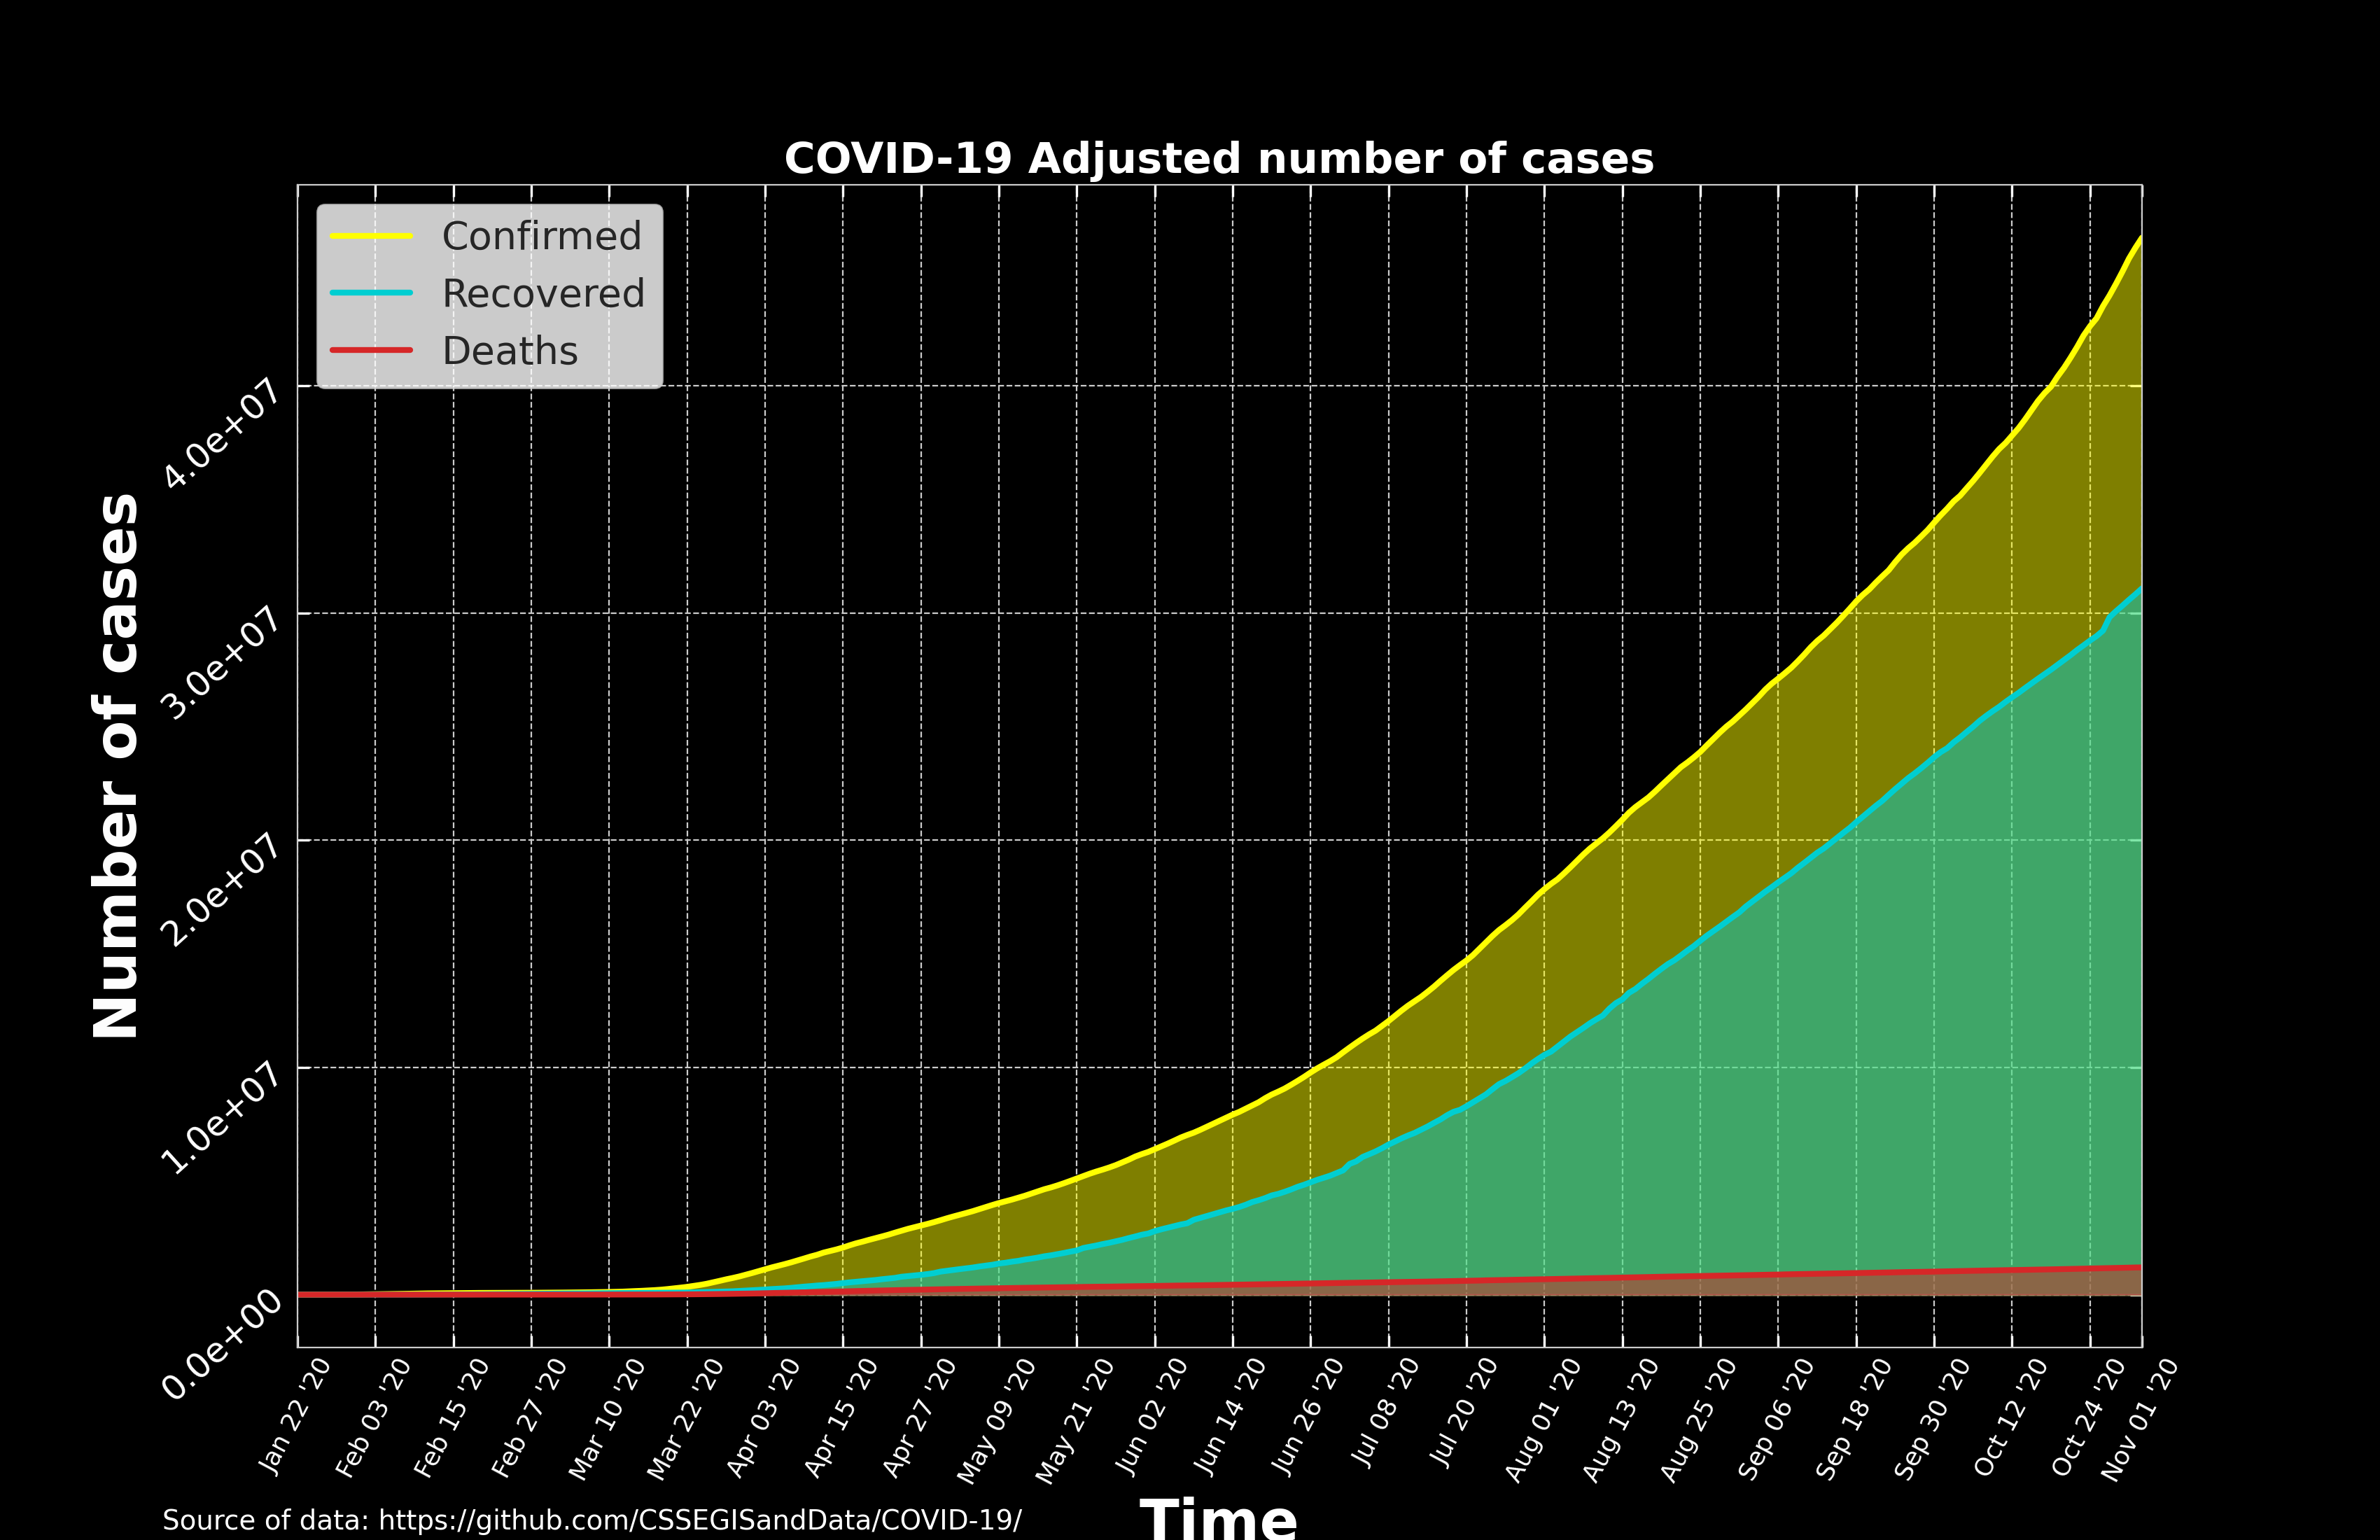 COVID-19 Adjusted number of cases
Confirmed
Recovered
Deaths
Number of cases
4.0e+07
3.0e+07
2.0e+07
1.0e+07
0.0e+00
Jan 22 '20
Feb 03 '20
Feb 15 '20
Feb 27 '20
Mar 10 '20
Mar 22 '20
Apr 03 '20
Apr 15 '20
Apr 27 '20
May 09 '20
May 21 '20
Jun 02 '20
Jun 14 '20
Jun 26 '20
Jul 08 '20
Jul 20 '20
Aug 01 '20
Aug 13 '20
Aug 25 '20
Sep 06 '20
Sep 18 '20
Sep 30 '20
Oct 12 '20
Oct 24 '20
Nov 01 '20
Time
Source of data: https://github.com/CSSEGISandData/COVID-19/